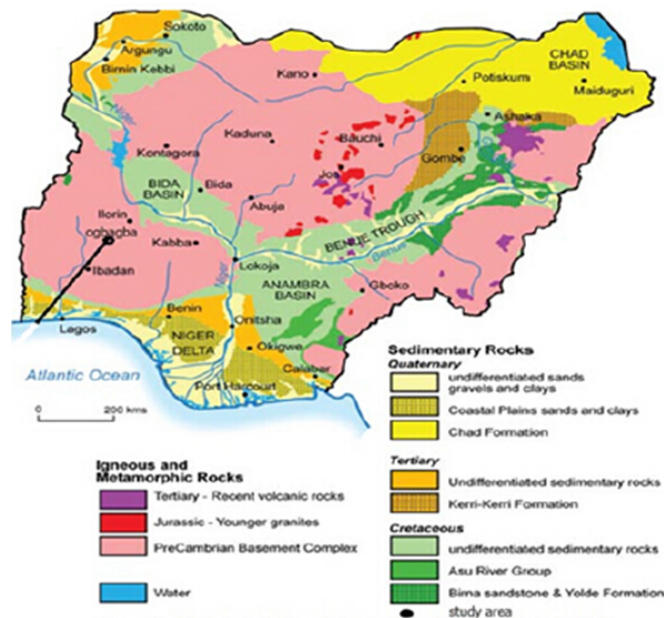 Sokoto
Argungu
Birnin Kebbi
Niger
Kano
CHAD
BASIN
Potiskum
Maiduguri
Ashaka
Kaduna
Bauchi
Kontagora
Gombe
Jos
BIDA
BASIN
Bida
Abuja
Ilorin
ogbagba
Kabba
BENUE TROUGH
Benue
Ibadan
Lokoja
Niger
ANAMBRA
BASIN
Gboko
Benin
Onitsha
Lagos
NIGER
DELTA
Okigwe
Calabar
Port Harcourt
Atlantic Ocean
0 200 kms
Sedimentary Rocks
Quaternary
undifferentiated sands
gravels and clays
Coastal Plains sands and clays
Chad Formation
Tertiary
Undifferentiated sedimentary rocks
Kerri-Kerri Formation
Cretaceous
undifferentiated sedimentary rocks
Asu River Group
Bima sandstone & Yolde Formation
study area
Igneous and
Metamorphic Rocks
Tertiary - Recent volcanic rocks
Jurassic - Younger granites
PreCambrian Basement Complex
Water